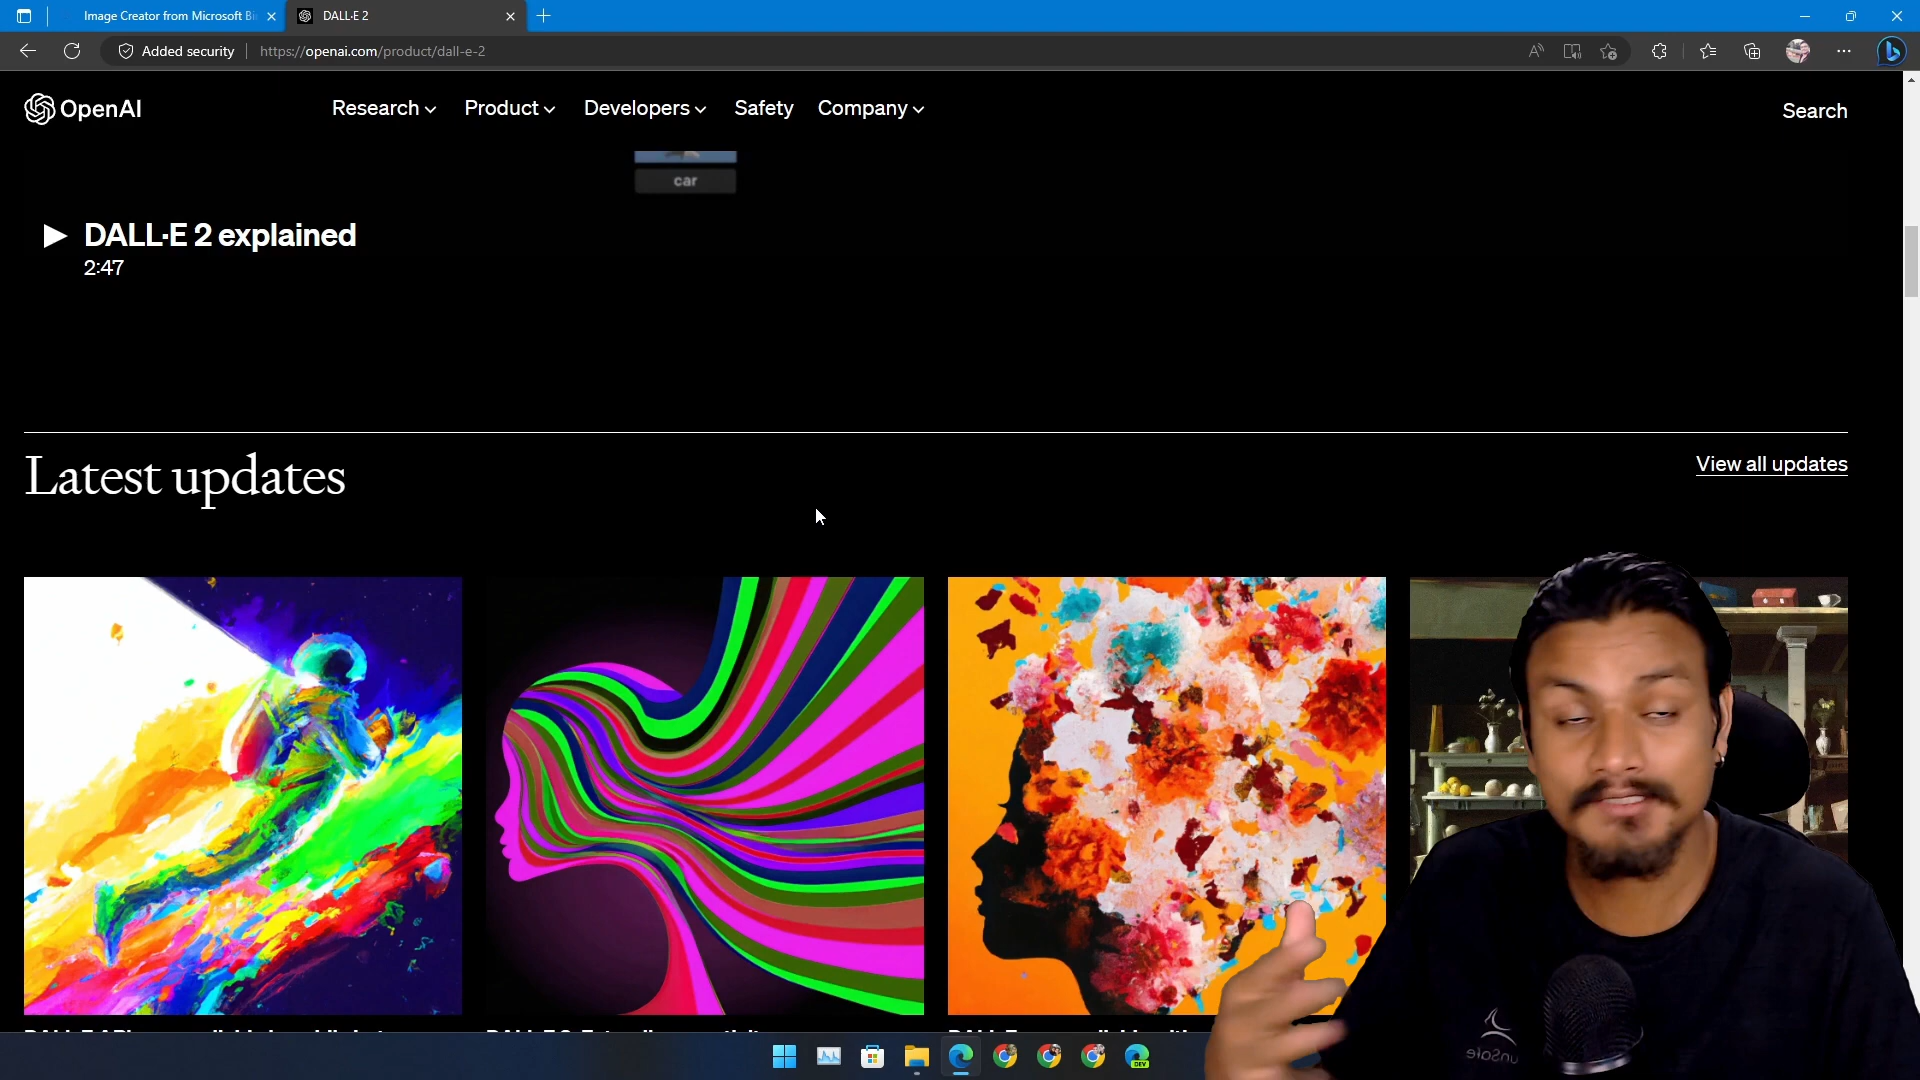 Image Creator from Microsoft Bi
DALL·E 2
Added security
https://openai.com/product/dall-e-2
OpenAI
Research
Product
Developers
Safety
Company
Search
car
DALL·E 2 explained
2:47
Latest updates
View all updates
DEV